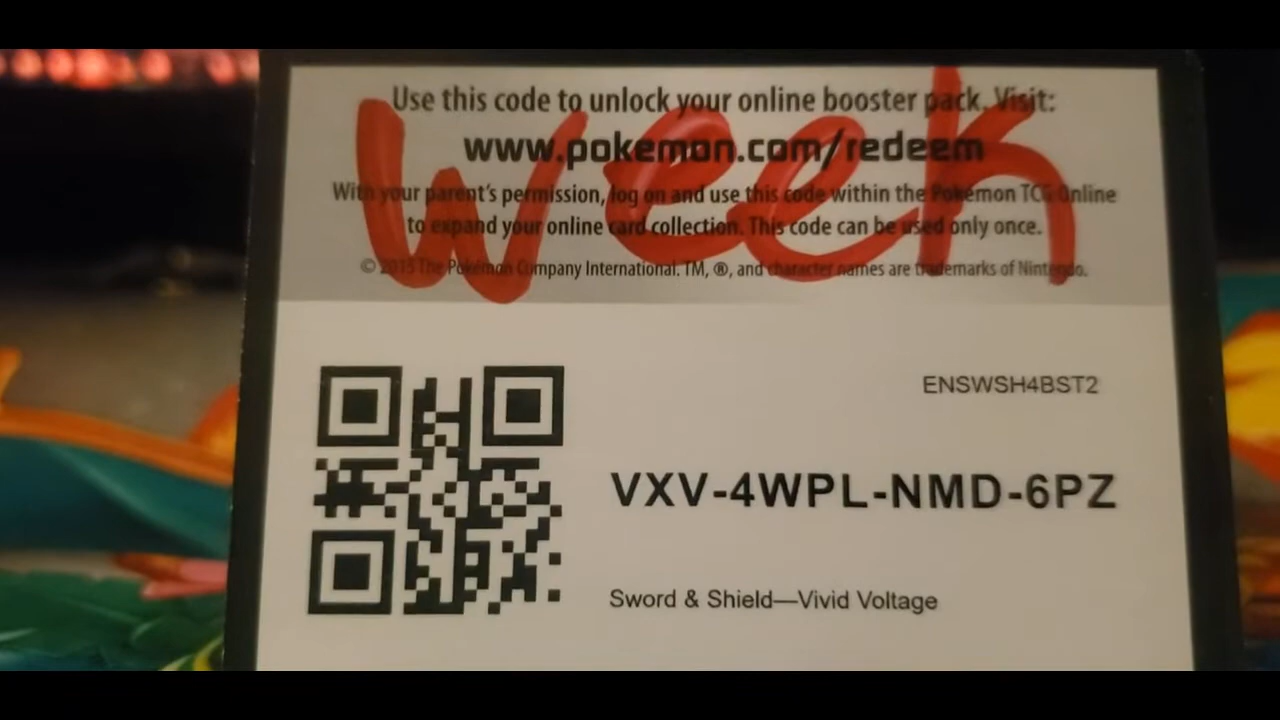 Use this code to unlock your online booster pack. Visit:
www.pokemon.com/redeem
With your parent's permission, log on and use this code within the Pokémon TCG Online
to expand your online card collection. This code can be used only once.
© 2015 The Pokémon Company International. TM, ®, and character names are trademarks of Nintendo.
week
ENSWSH4BST2
VXV-4WPL-NMD-6PZ
Sword & Shield—Vivid Voltage